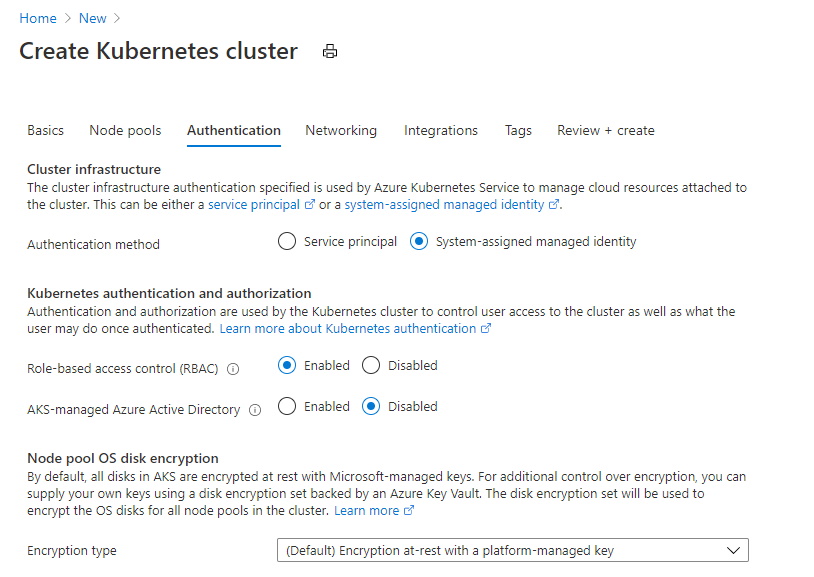 Home > New >
Create Kubernetes cluster
Basics Node pools Authentication Networking Integrations Tags Review + create
Cluster infrastructure
The cluster infrastructure authentication specified is used by Azure Kubernetes Service to manage cloud resources attached to
the cluster. This can be either a service principal or a system-assigned managed identity.
Authentication method Service principal System-assigned managed identity
Kubernetes authentication and authorization
Authentication and authorization are used by the Kubernetes cluster to control user access to the cluster as well as what the
user may do once authenticated. Learn more about Kubernetes authentication
Role-based access control (RBAC) Enabled Disabled
AKS-managed Azure Active Directory Enabled Disabled
Node pool OS disk encryption
By default, all disks in AKS are encrypted at rest with Microsoft-managed keys. For additional control over encryption, you can
supply your own keys using a disk encryption set backed by an Azure Key Vault. The disk encryption set will be used to
encrypt the OS disks for all node pools in the cluster. Learn more
Encryption type (Default) Encryption at-rest with a platform-managed key